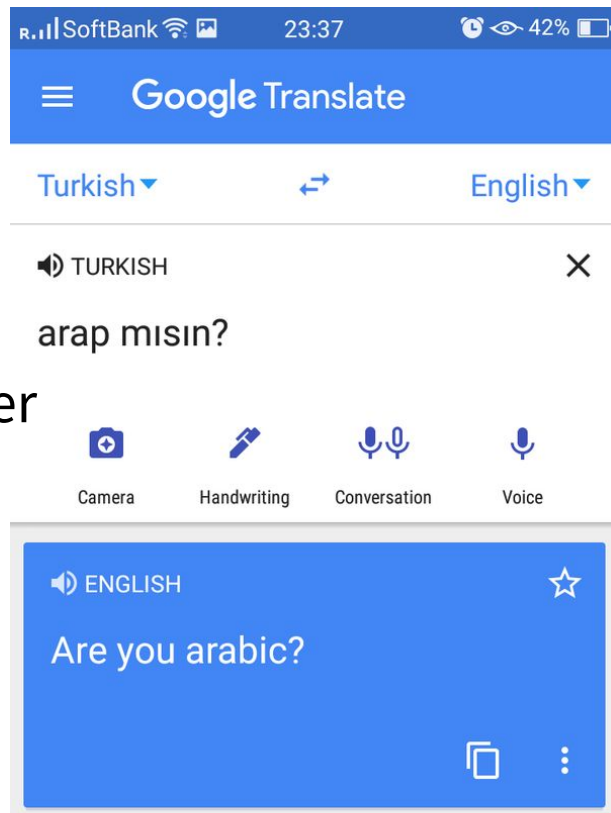 R. SoftBank 23:37 42%
Google Translate
Turkish English
TURKISH
arap mısın?
er
Camera Handwriting Conversation Voice
ENGLISH
Are you arabic?